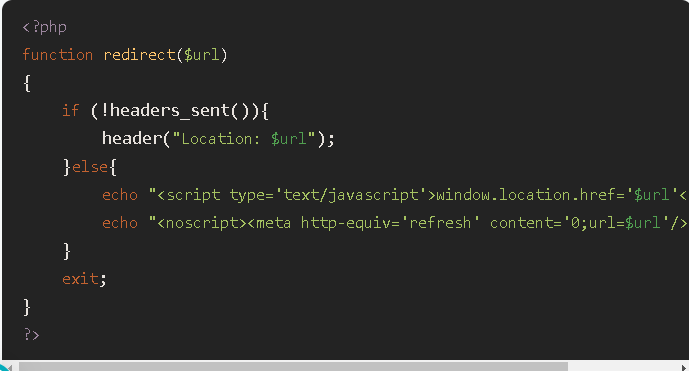 <?php
function redirect($url)
{
    if (!headers_sent()){
        header("Location: $url");
    }else{
        echo "<script type='text/javascript'>window.location.href='$url'<
        echo "<noscript><meta http-equiv='refresh' content='0;url=$url'/>
    }
    exit;
}
?>